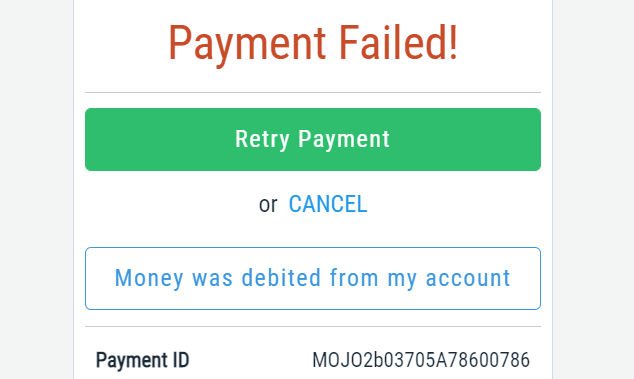 Payment Failed!
Retry Payment
or CANCEL
Money was debited from my account
Payment ID MOJO2b03705A78600786